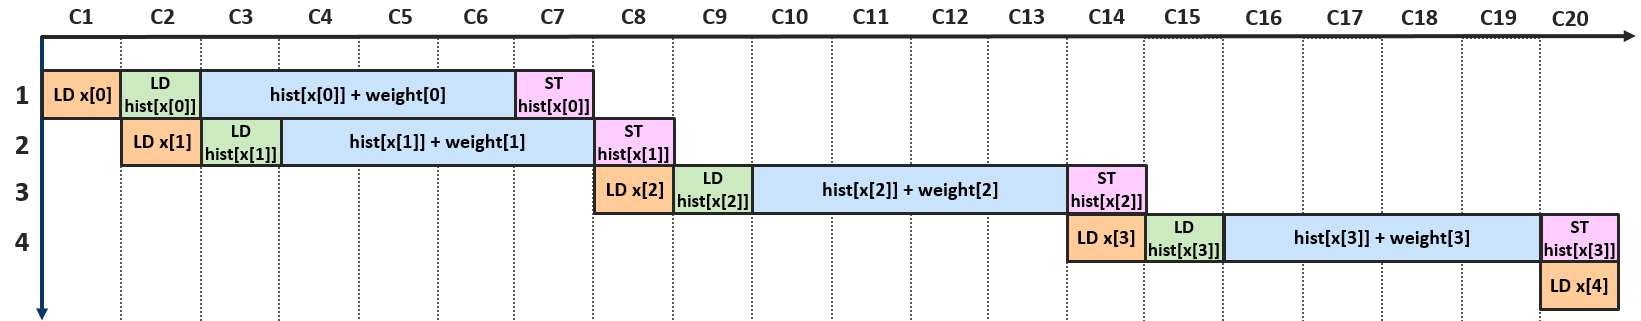 C1 C2 C3 C4 C5 C6 C7 C8 C9 C10 C11 C12 C13 C14 C15 C16 C17 C18 C19 C20
1
LD x[0]
LD
hist[x[0]]
hist[x[0]] + weight[0]
ST
hist[x[0]]
2
LD x[1]
LD
hist[x[1]]
hist[x[1]] + weight[1]
ST
hist[x[1]]
3
LD x[2]
LD
hist[x[2]]
hist[x[2]] + weight[2]
ST
hist[x[2]]
4
LD x[3]
LD
hist[x[3]]
hist[x[3]] + weight[3]
ST
hist[x[3]]
LD x[4]